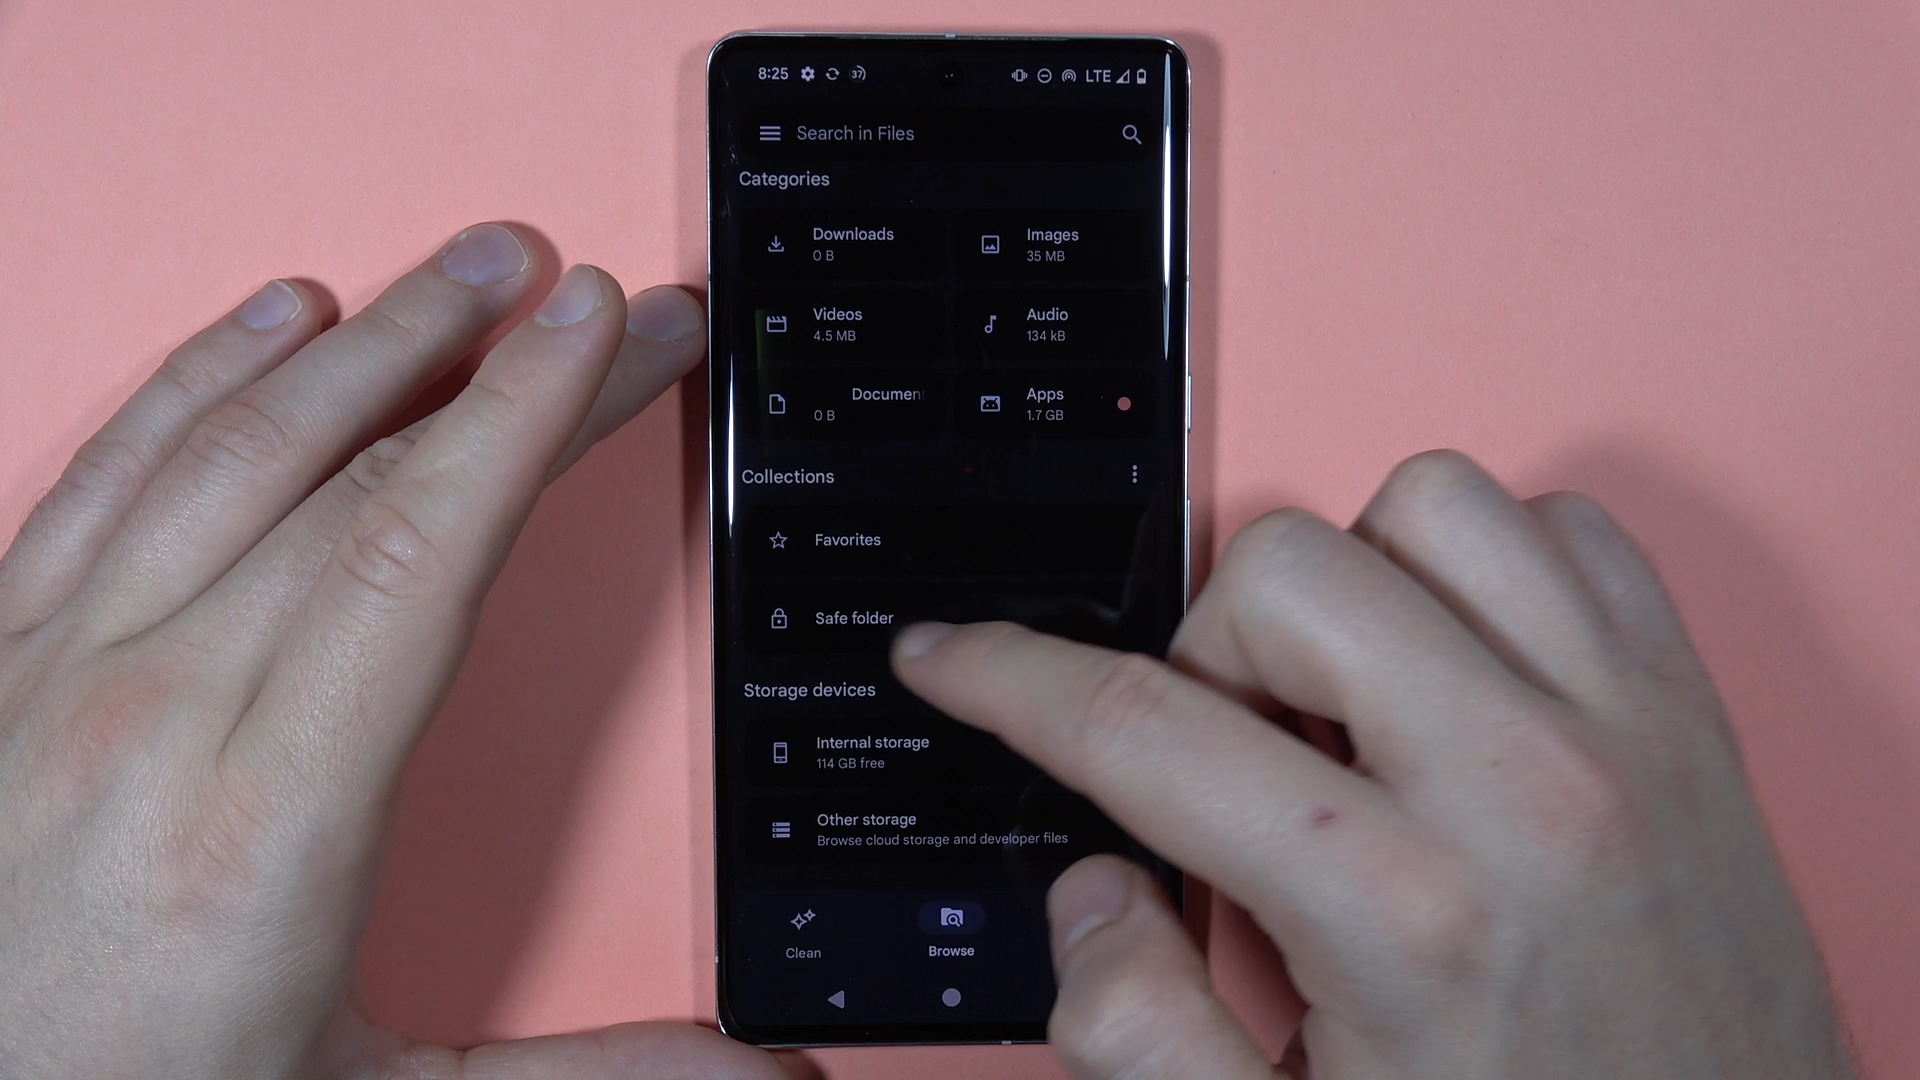 8:25 37 LTE
Search in Files
Categories
Downloads
0 B
Images
35 MB
Videos
4.5 MB
Audio
134 kB
Documen
0 B
Apps
1.7 GB
Collections
Favorites
Safe folder
Storage devices
Internal storage
114 GB free
Other storage
Browse cloud storage and developer files
Clean
Browse